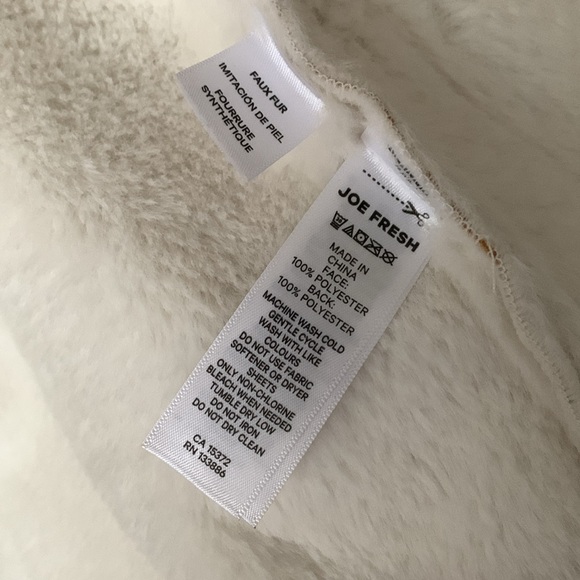 FAUX FUR
IMITACIÓN DE PIEL
FOURRURE
SYNTHÉTIQUE
JOE FRESH
MADE IN
CHINA
FACE:
100% POLYESTER
BACK:
100% POLYESTER
MACHINE WASH COLD
GENTLE CYCLE
WASH WITH LIKE
COLOURS
DO NOT USE FABRIC
SOFTENER OR DRYER
SHEETS
ONLY NON-CHLORINE
BLEACH WHEN NEEDED
TUMBLE DRY LOW
DO NOT IRON
DO NOT DRY CLEAN
CA 15372
RN 133886